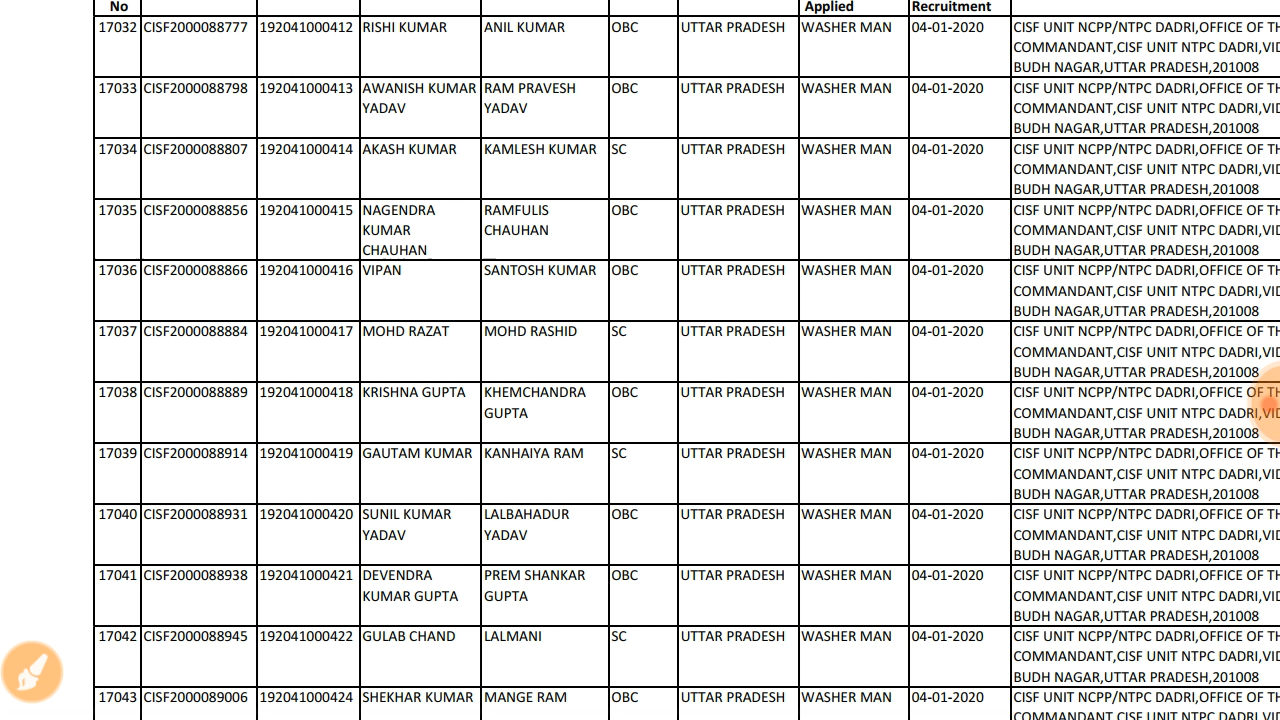 No Applied Recruitment
17032 CISF2000088777 192041000412 RISHI KUMAR ANIL KUMAR OBC UTTAR PRADESH WASHER MAN 04-01-2020 CISF UNIT NCPP/NTPC DADRI,OFFICE OF TH
COMMANDANT,CISF UNIT NTPC DADRI,VID
BUDH NAGAR,UTTAR PRADESH,201008
17033 CISF2000088798 192041000413 AWANISH KUMAR RAM PRAVESH OBC UTTAR PRADESH WASHER MAN 04-01-2020 CISF UNIT NCPP/NTPC DADRI,OFFICE OF TH
YADAV YADAV COMMANDANT,CISF UNIT NTPC DADRI,VID
BUDH NAGAR,UTTAR PRADESH,201008
17034 CISF2000088807 192041000414 AKASH KUMAR KAMLESH KUMAR SC UTTAR PRADESH WASHER MAN 04-01-2020 CISF UNIT NCPP/NTPC DADRI,OFFICE OF TH
COMMANDANT,CISF UNIT NTPC DADRI,VID
BUDH NAGAR,UTTAR PRADESH,201008
17035 CISF2000088856 192041000415 NAGENDRA RAMFULIS OBC UTTAR PRADESH WASHER MAN 04-01-2020 CISF UNIT NCPP/NTPC DADRI,OFFICE OF TH
KUMAR CHAUHAN COMMANDANT,CISF UNIT NTPC DADRI,VID
CHAUHAN BUDH NAGAR,UTTAR PRADESH,201008
17036 CISF2000088866 192041000416 VIPAN SANTOSH KUMAR OBC UTTAR PRADESH WASHER MAN 04-01-2020 CISF UNIT NCPP/NTPC DADRI,OFFICE OF TH
COMMANDANT,CISF UNIT NTPC DADRI,VID
BUDH NAGAR,UTTAR PRADESH,201008
17037 CISF2000088884 192041000417 MOHD RAZAT MOHD RASHID SC UTTAR PRADESH WASHER MAN 04-01-2020 CISF UNIT NCPP/NTPC DADRI,OFFICE OF TH
COMMANDANT,CISF UNIT NTPC DADRI,VID
BUDH NAGAR,UTTAR PRADESH,201008
17038 CISF2000088889 192041000418 KRISHNA GUPTA KHEMCHANDRA OBC UTTAR PRADESH WASHER MAN 04-01-2020 CISF UNIT NCPP/NTPC DADRI,OFFICE OF TH
GUPTA COMMANDANT,CISF UNIT NTPC DADRI,VID
BUDH NAGAR,UTTAR PRADESH,201008
17039 CISF2000088914 192041000419 GAUTAM KUMAR KANHAIYA RAM SC UTTAR PRADESH WASHER MAN 04-01-2020 CISF UNIT NCPP/NTPC DADRI,OFFICE OF TH
COMMANDANT,CISF UNIT NTPC DADRI,VID
BUDH NAGAR,UTTAR PRADESH,201008
17040 CISF2000088931 192041000420 SUNIL KUMAR LALBAHADUR OBC UTTAR PRADESH WASHER MAN 04-01-2020 CISF UNIT NCPP/NTPC DADRI,OFFICE OF TH
YADAV YADAV COMMANDANT,CISF UNIT NTPC DADRI,VID
BUDH NAGAR,UTTAR PRADESH,201008
17041 CISF2000088938 192041000421 DEVENDRA PREM SHANKAR OBC UTTAR PRADESH WASHER MAN 04-01-2020 CISF UNIT NCPP/NTPC DADRI,OFFICE OF TH
KUMAR GUPTA GUPTA COMMANDANT,CISF UNIT NTPC DADRI,VID
BUDH NAGAR,UTTAR PRADESH,201008
17042 CISF2000088945 192041000422 GULAB CHAND LALMANI SC UTTAR PRADESH WASHER MAN 04-01-2020 CISF UNIT NCPP/NTPC DADRI,OFFICE OF TH
COMMANDANT,CISF UNIT NTPC DADRI,VID
BUDH NAGAR,UTTAR PRADESH,201008
17043 CISF2000089006 192041000424 SHEKHAR KUMAR MANGE RAM OBC UTTAR PRADESH WASHER MAN 04-01-2020 CISF UNIT NCPP/NTPC DADRI,OFFICE OF TH
COMMANDANT,CISF UNIT NTPC DADRI,VID